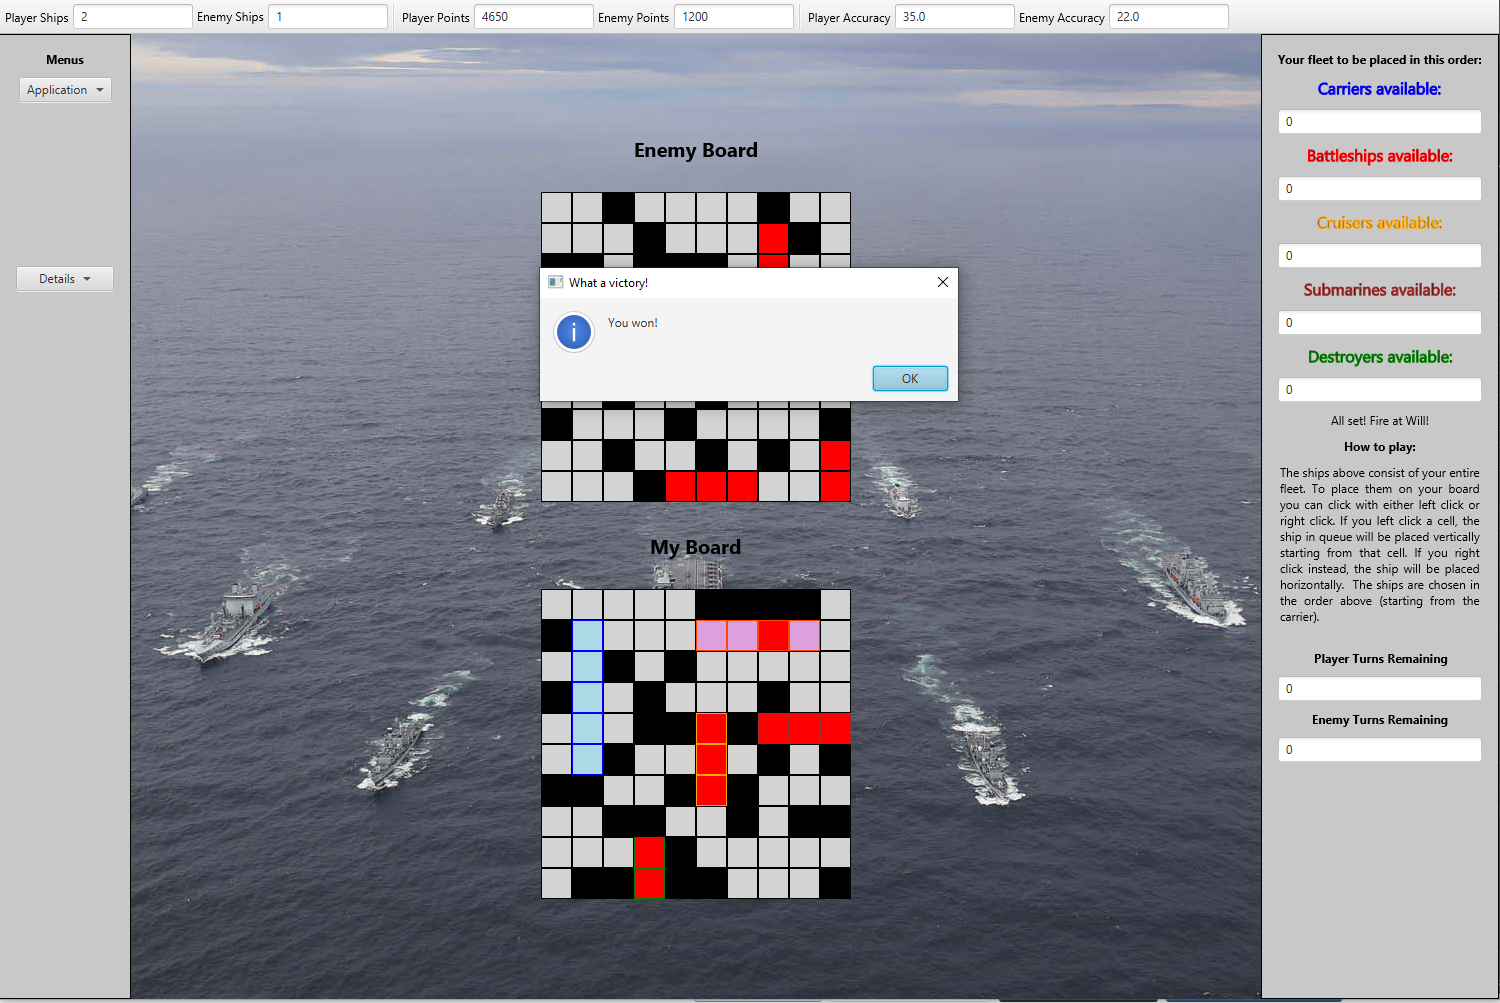 Player Ships 2 Enemy Ships 1 Player Points 4650 Enemy Points 1200 Player Accuracy 35.0 Enemy Accuracy 22.0
Menus
Application
Details
Enemy Board
What a victory!
You won!
OK
My Board
Your fleet to be placed in this order:
Carriers available:
0
Battleships available:
0
Cruisers available:
0
Submarines available:
0
Destroyers available:
0
All set! Fire at Will!
How to play:
The ships above consist of your entire
fleet. To place them on your board
you can click with either left click or
right click. If you left click a cell, the
ship in queue will be placed vertically
starting from that cell. If you right
click instead, the ship will be placed
horizontally. The ships are chosen in
the order above (starting from the
carrier).
Player Turns Remaining
0
Enemy Turns Remaining
0